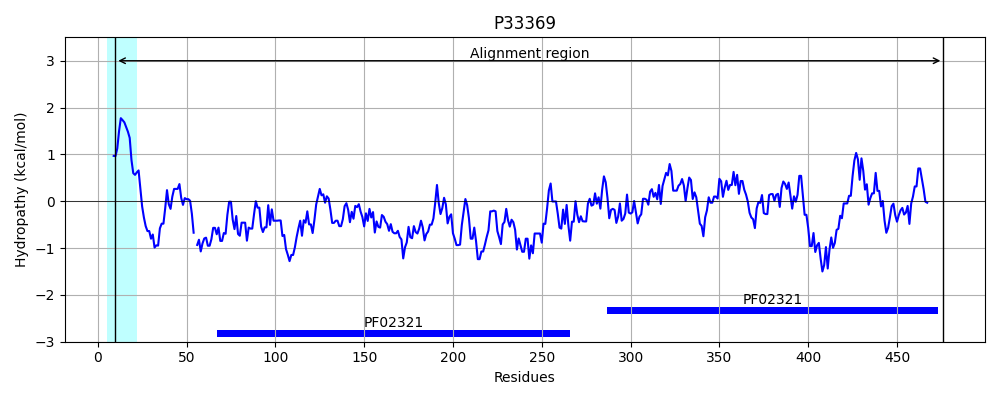 P33369
Alignment region
3
2
1
0
−1
−2
−3
Hydropathy (kcal/mol)
PF02321
PF02321
0 50 100 150 200 250 300 350 400 450
Residues